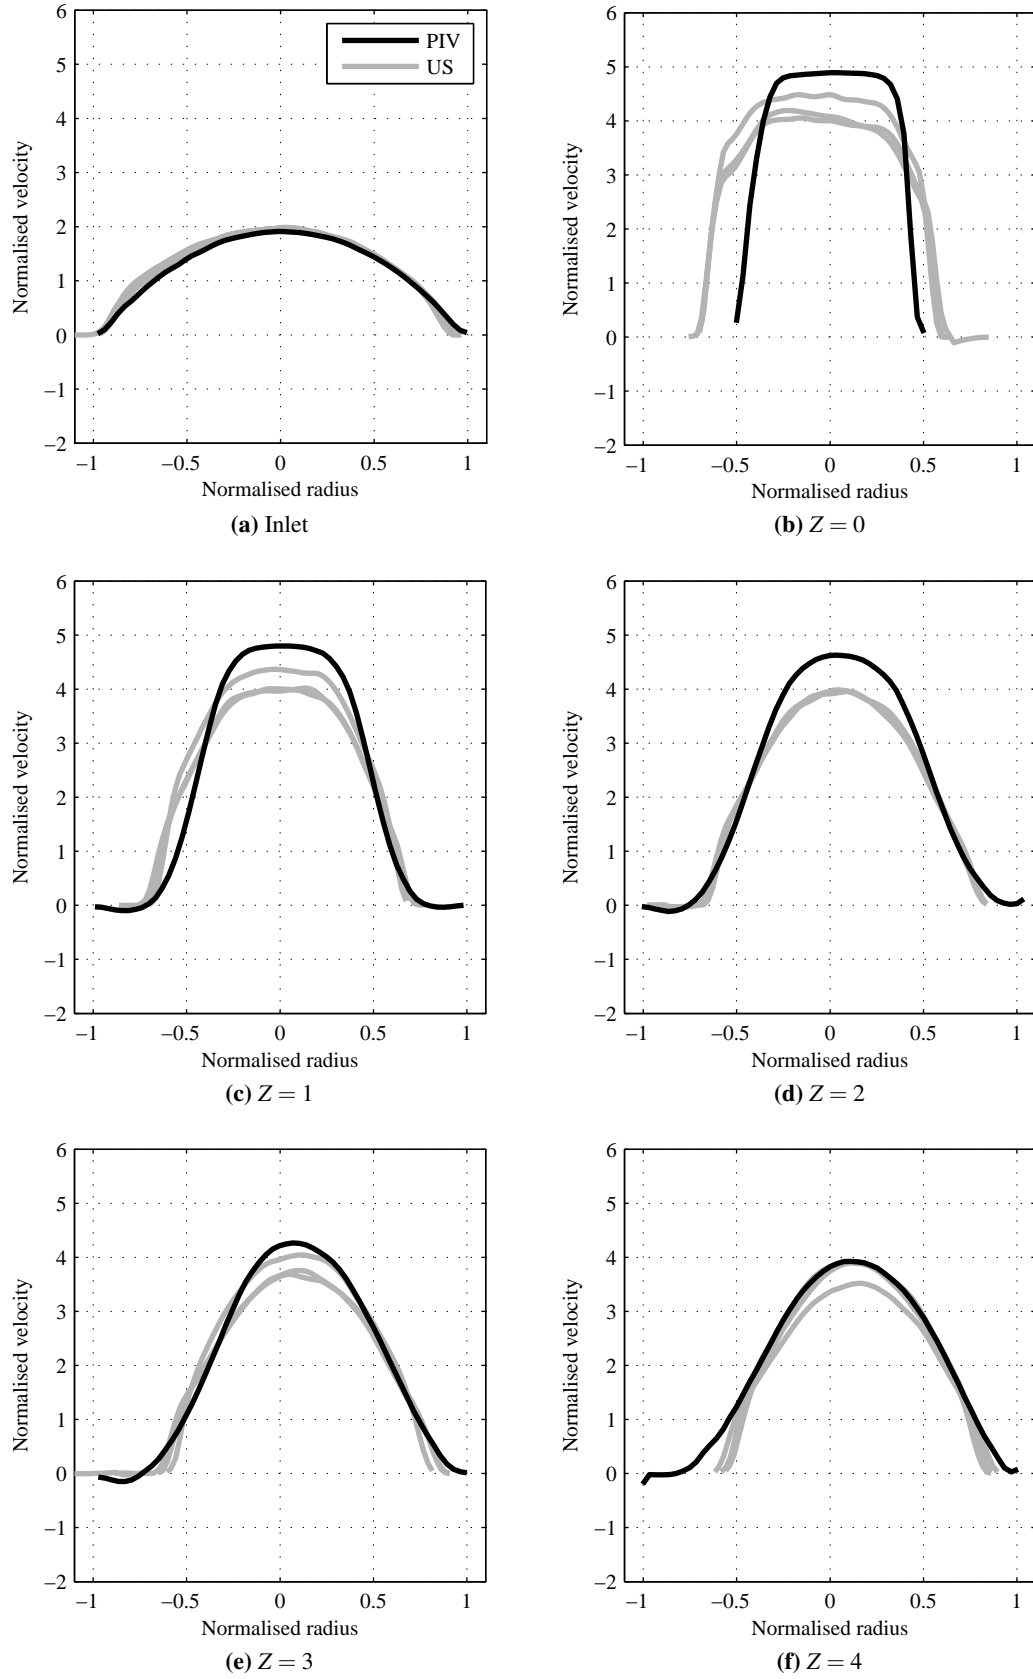 6
5
4
3
2
1
0
−1
−2
Normalised velocity
PIV
US
−1 −0.5 0 0.5 1
Normalised radius
(a) Inlet
6
5
4
3
2
1
0
−1
−2
Normalised velocity
−1 −0.5 0 0.5 1
Normalised radius
(b) Z = 0
6
5
4
3
2
1
0
−1
−2
Normalised velocity
−1 −0.5 0 0.5 1
Normalised radius
(c) Z = 1
6
5
4
3
2
1
0
−1
−2
Normalised velocity
−1 −0.5 0 0.5 1
Normalised radius
(d) Z = 2
6
5
4
3
2
1
0
−1
−2
Normalised velocity
−1 −0.5 0 0.5 1
Normalised radius
(e) Z = 3
6
5
4
3
2
1
0
−1
−2
Normalised velocity
−1 −0.5 0 0.5 1
Normalised radius
(f) Z = 4